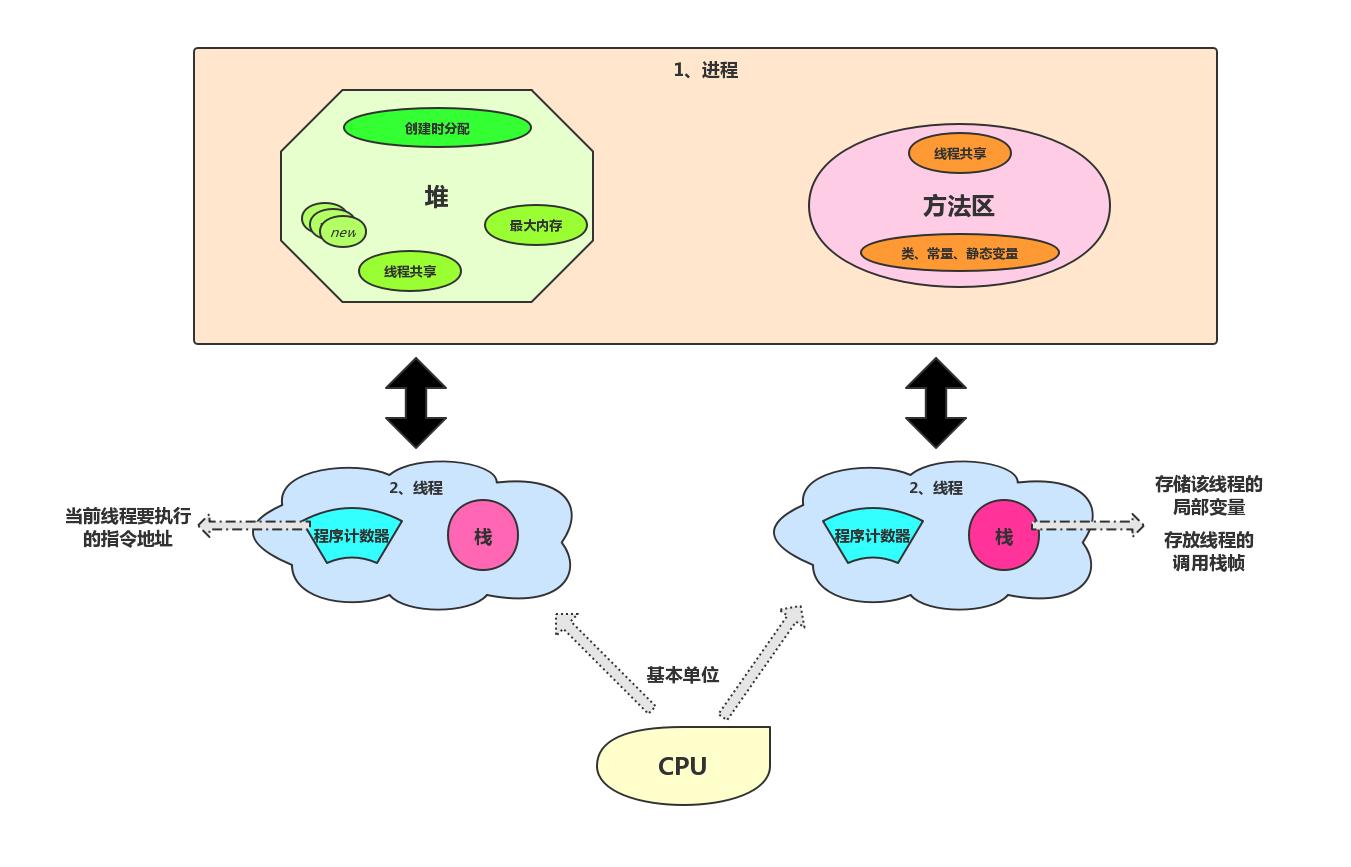 1、进程
创建时分配
堆
new
最大内存
线程共享
线程共享
方法区
类、常量、静态变量
2、线程
程序计数器
栈
当前线程要执行
的指令地址
2、线程
程序计数器
栈
存储该线程的
局部变量
存放线程的
调用栈帧
基本单位
CPU